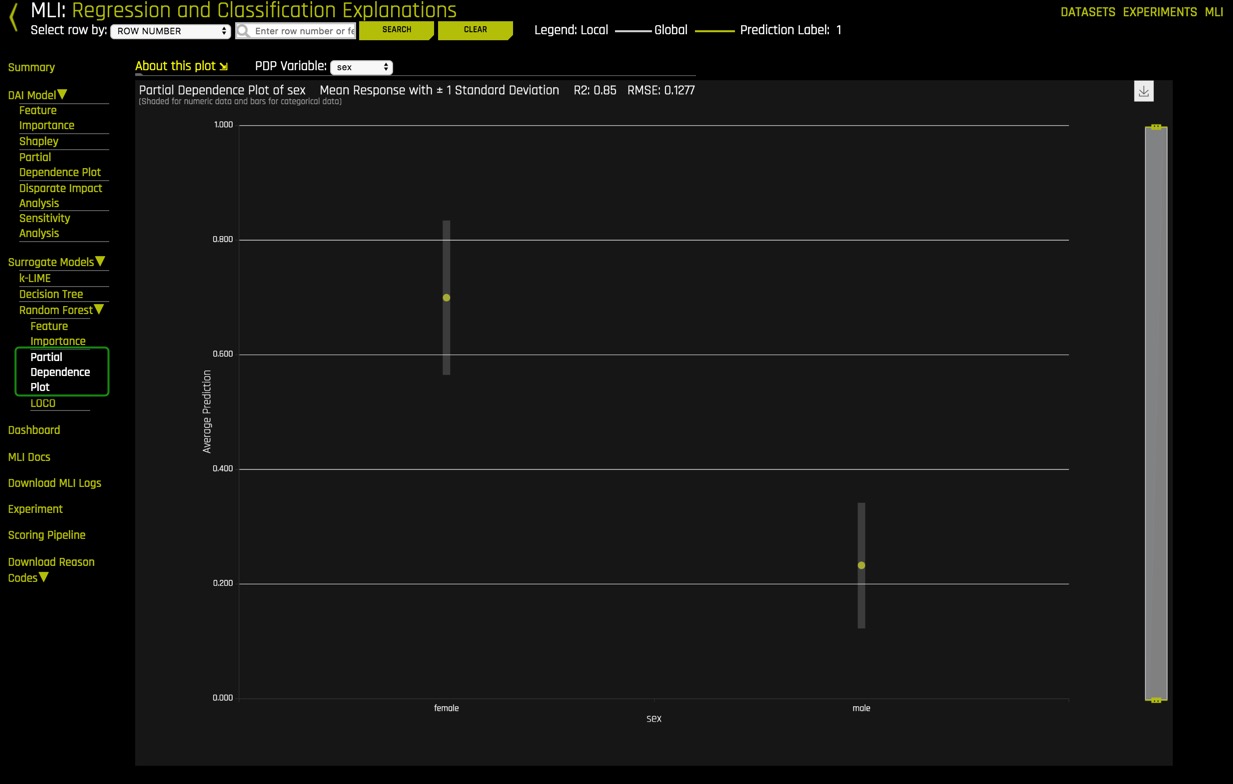 MLI: Regression and Classification Explanations
DATASETS EXPERIMENTS MLI
Select row by: ROW NUMBER Enter row number or fe SEARCH CLEAR Legend: Local Global Prediction Label: 1
Summary
DAI Model
Feature
Importance
Shapley
Partial
Dependence Plot
Disparate Impact
Analysis
Sensitivity
Analysis
Surrogate Models
k-LIME
Decision Tree
Random Forest
Feature
Importance
Partial
Dependence
Plot
LOCO
Dashboard
MLI Docs
Download MLI Logs
Experiment
Scoring Pipeline
Download Reason
Codes
About this plot PDP Variable: sex
Partial Dependence Plot of sex Mean Response with ± 1 Standard Deviation R2: 0.85 RMSE: 0.1277
(Shaded for numeric data and bars for categorical data)
1.000
0.800
0.600
0.400
0.200
0.000
Average Prediction
female male
sex